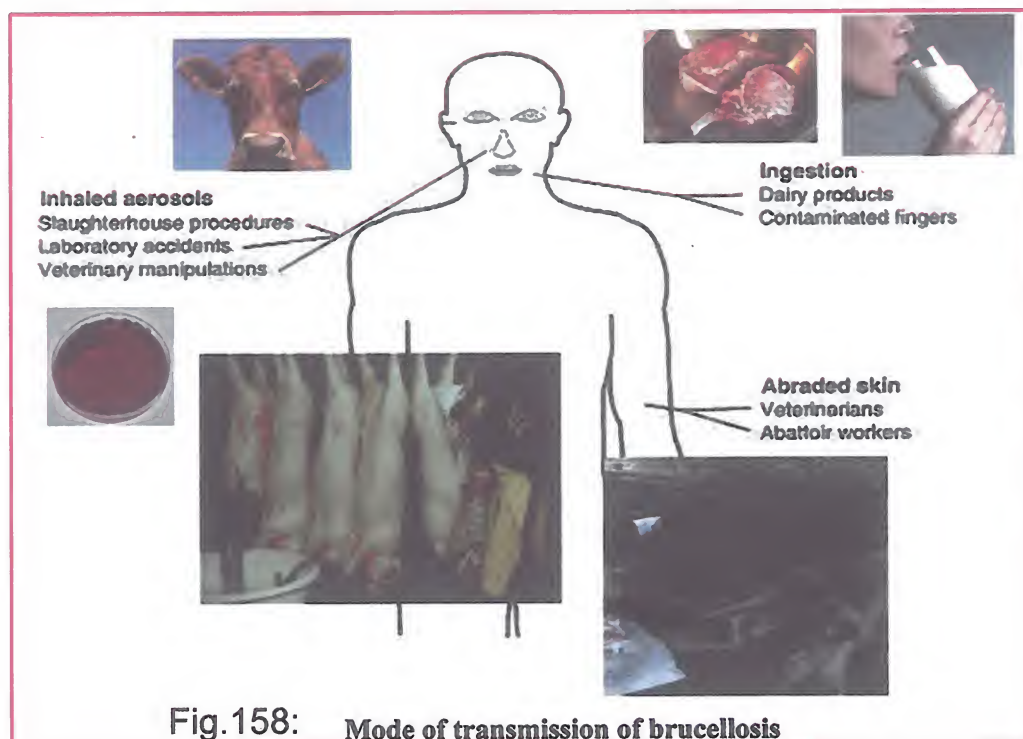 Inhaled aerosols
Slaughterhouse procedures
Laboratory accidents
Veterinary manipulations
Ingestion
Dairy products
Contaminated fingers
Abraded skin
Veterinarians
Abattoir workers
Fig.158: Mode of transmission of brucellosis